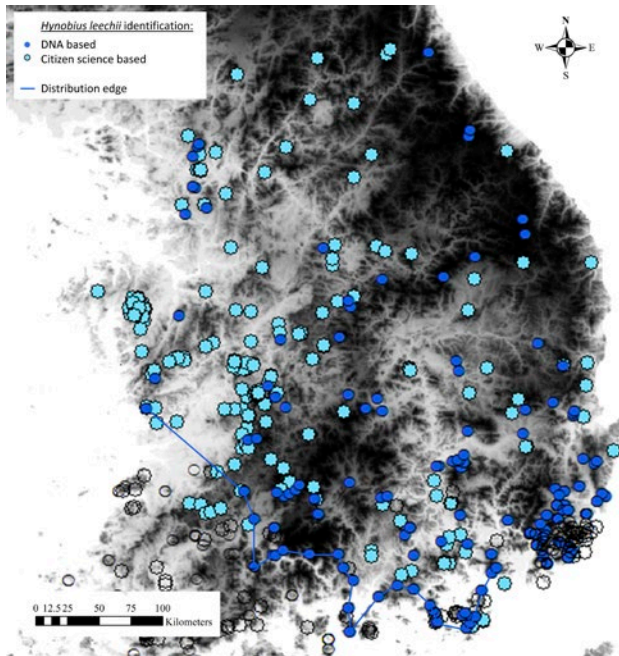 Hynobius leechii identification:
DNA based
Citizen science based
Distribution edge
N
W E
S
0 12.5 25 50 75 100
Kilometers